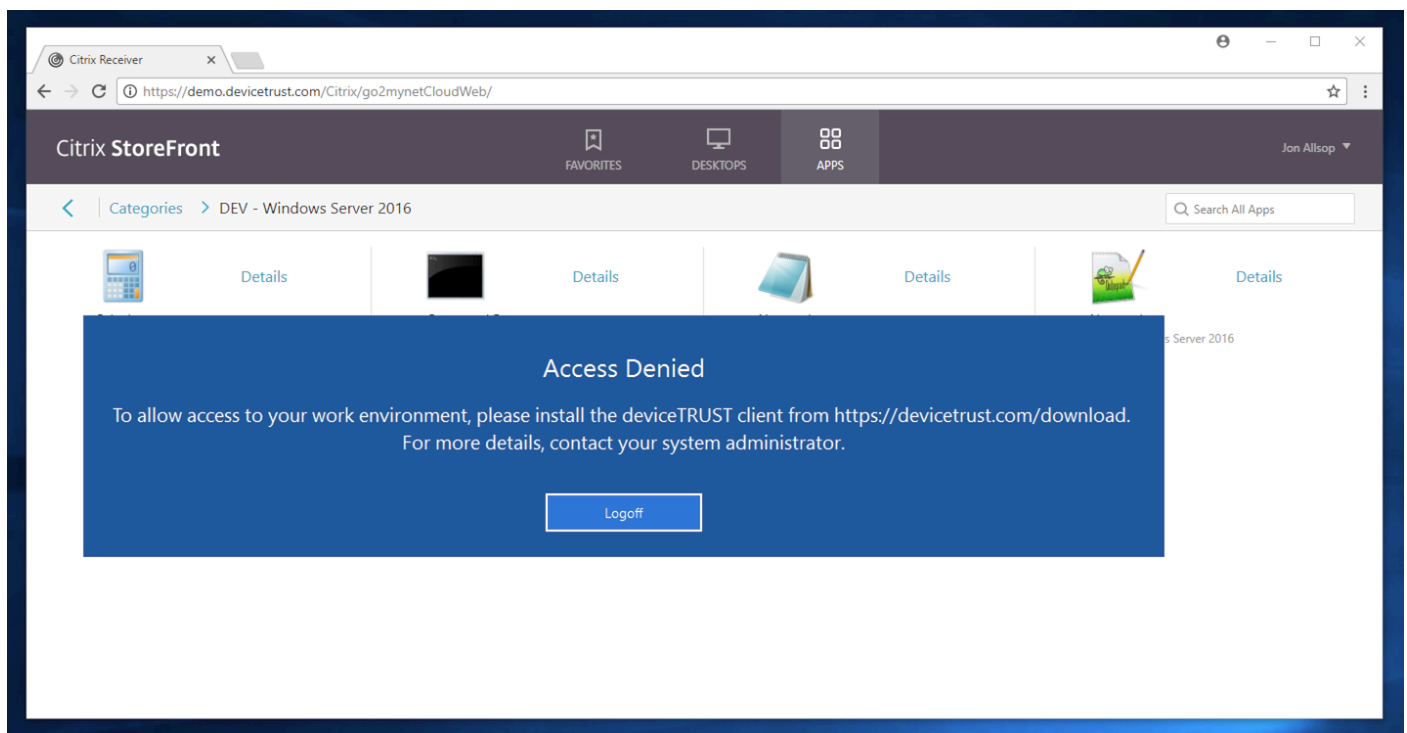 Citrix Receiver
https://demo.devicetrust.com/Citrix/go2mynetCloudWeb/
Citrix StoreFront
FAVORITES
DESKTOPS
APPS
Jon Allsop
Categories
DEV - Windows Server 2016
Search All Apps
Details
Details
Details
Details
Server 2016
Access Denied
To allow access to your work environment, please install the deviceTRUST client from https://devicetrust.com/download.
For more details, contact your system administrator.
Logoff